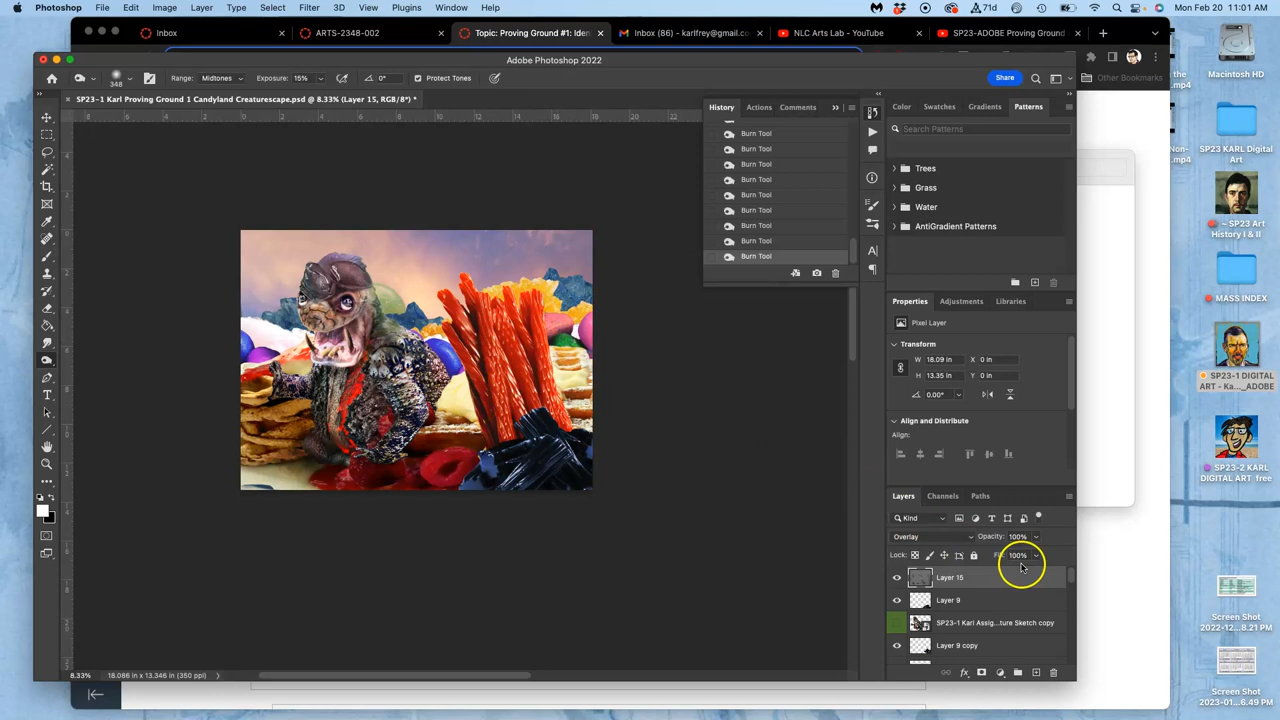 Photoshop File Edit Image Layer Type Select Filter 3D View Plugins Window Help 71d Mon Feb 20 11:01 AM
Inbox × ARTS-2348-002 × Topic: Proving Ground #1: Iden × Inbox (86) - karlfrey@gmail.co × NLC Arts Lab - YouTube × SP23-ADOBE Proving Ground ×
Adobe Photoshop 2022
Other Bookmarks
348 Range: Midtones Exposure: 15% 0° Protect Tones Share
× SP23-1 Karl Proving Ground 1 Candyland Creaturescape.psd @ 8.33% (Layer 15, RGB/8*) *
History Actions Comments
Burn Tool
Burn Tool
Burn Tool
Burn Tool
Burn Tool
Burn Tool
Burn Tool
Burn Tool
Burn Tool
Color Swatches Gradients Patterns
Search Patterns
Trees
Grass
Water
AntiGradient Patterns
Properties Adjustments Libraries
Pixel Layer
Transform
W 18.09 in X 0 in
H 13.35 in Y 0 in
0.00°
Align and Distribute
Align:
Layers Channels Paths
Kind
Overlay Opacity: 100%
Lock: Fill: 100%
Layer 15
Layer 9
SP23-1 Karl Assig...ture Sketch copy
Layer 9 copy
8.33% 18.086 in x 13.346 in (350 ppi)
Macintosh HD
the
.mp4
Non-
.mp4
SP23 KARL Digital
Art
~ SP23 Art
History I & II
MASS INDEX
SP23-1 DIGITAL
ART - Ka..._ADOBE
SP23-2 KARL
DIGITAL ART free
Screen Shot
2022-12...8.21 PM
Screen Shot
2023-01...6.49 PM